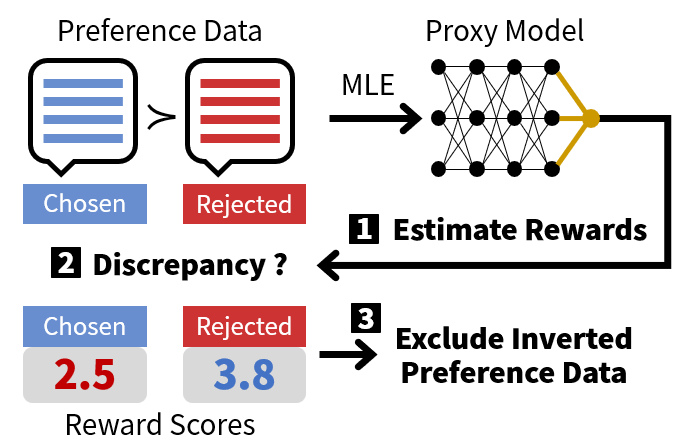 Preference Data
Proxy Model
MLE
≻
Chosen
Rejected
1 Estimate Rewards
2 Discrepancy ?
Chosen
Rejected
2.5
3.8
3 Exclude Inverted
Preference Data
Reward Scores